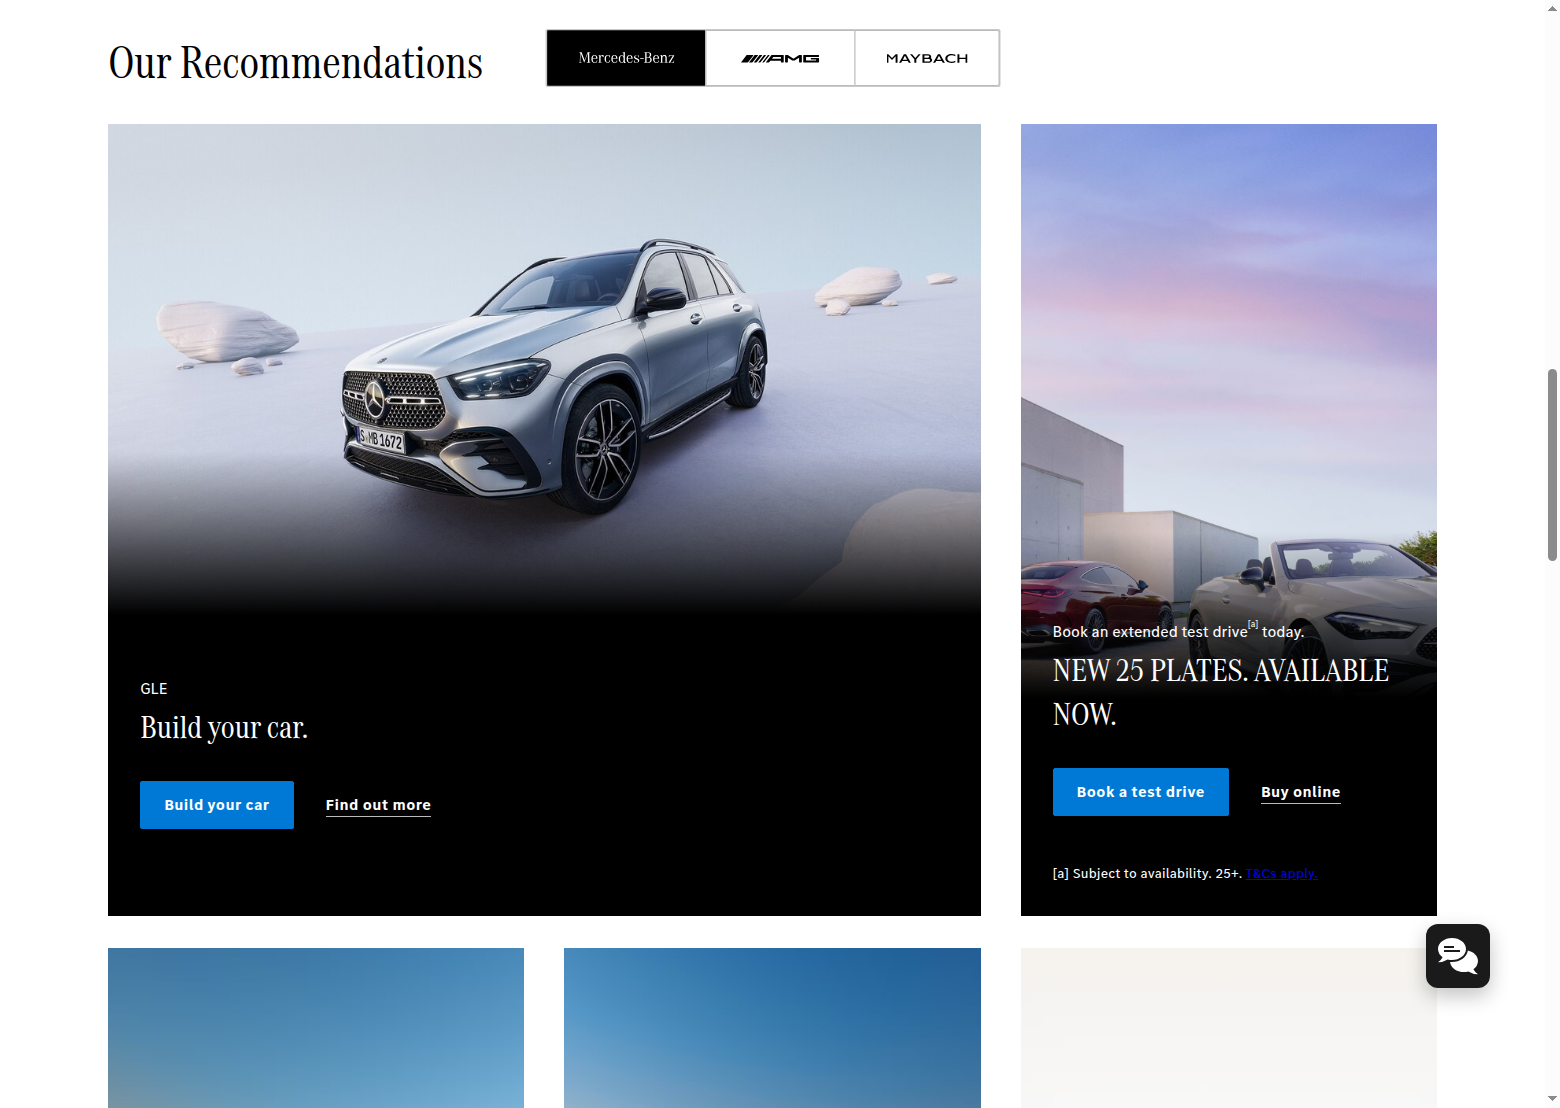 Our Recommendations
Mercedes-Benz
AMG
MAYBACH
S MB 1672
GLE
Build your car.
Build your car
Find out more
Book an extended test drive[a] today.
NEW 25 PLATES. AVAILABLE
NOW.
Book a test drive
Buy online
[a] Subject to availability. 25+. T&Cs apply.